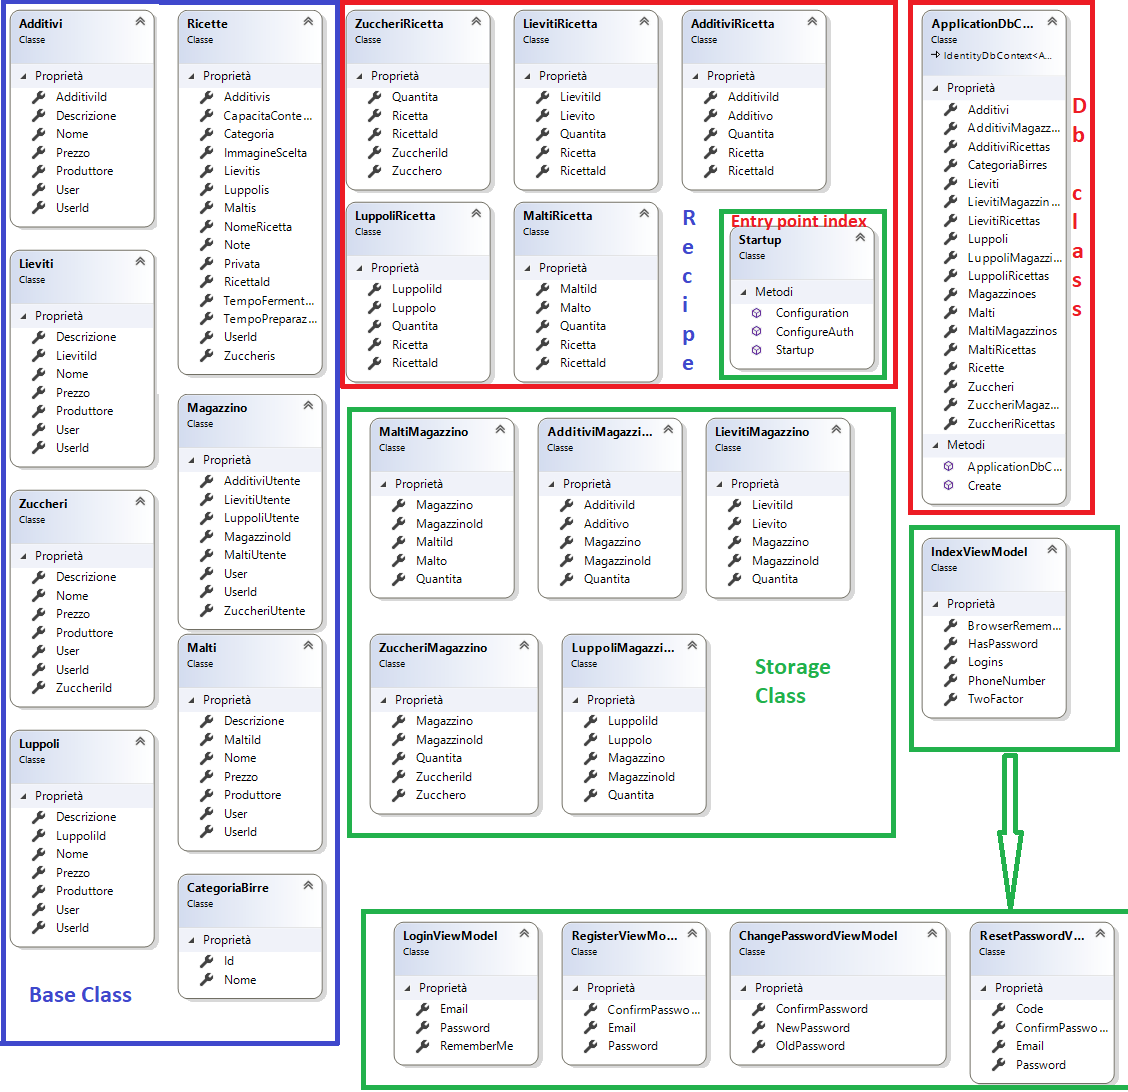 Additivi
Classe
Proprietà
AdditiviId
Descrizione
Nome
Prezzo
Produttore
User
UserId
Lieviti
Classe
Proprietà
Descrizione
LievitiId
Nome
Prezzo
Produttore
User
UserId
Zuccheri
Classe
Proprietà
Descrizione
Nome
Prezzo
Produttore
User
UserId
ZuccheriId
Luppoli
Classe
Proprietà
Descrizione
LuppoliId
Nome
Prezzo
Produttore
User
UserId
Base Class
Ricette
Classe
Proprietà
Additivis
CapacitaConte...
Categoria
ImmagineScelta
Lievitis
Luppolis
Maltis
NomeRicetta
Note
Privata
RicettaId
TempoFerment...
TempoPreparaz...
UserId
Zuccheris
Magazzino
Classe
Proprietà
AdditiviUtente
LievitiUtente
LuppoliUtente
MagazzinoId
MaltiUtente
User
UserId
ZuccheriUtente
Malti
Classe
Proprietà
Descrizione
MaltiId
Nome
Prezzo
Produttore
User
UserId
CategoriaBirre
Classe
Proprietà
Id
Nome
ZuccheriRicetta
Classe
Proprietà
Quantita
Ricetta
RicettaId
ZuccheriId
Zucchero
LievitiRicetta
Classe
Proprietà
LievitiId
Lievito
Quantita
Ricetta
RicettaId
AdditiviRicetta
Classe
Proprietà
AdditiviId
Additivo
Quantita
Ricetta
RicettaId
LuppoliRicetta
Classe
Proprietà
LuppoliId
Luppolo
Quantita
Ricetta
RicettaId
MaltiRicetta
Classe
Proprietà
MaltiId
Malto
Quantita
Ricetta
RicettaId
Recipe
Entry point index
Startup
Classe
Metodi
Configuration
ConfigureAuth
Startup
MaltiMagazzino
Classe
Proprietà
Magazzino
MagazzinoId
MaltiId
Malto
Quantita
AdditiviMagazzi...
Classe
Proprietà
AdditiviId
Additivo
Magazzino
MagazzinoId
Quantita
LievitiMagazzino
Classe
Proprietà
LievitiId
Lievito
Magazzino
MagazzinoId
Quantita
ZuccheriMagazzino
Classe
Proprietà
Magazzino
MagazzinoId
Quantita
ZuccheriId
Zucchero
LuppoliMagazzi...
Classe
Proprietà
LuppoliId
Luppolo
Magazzino
MagazzinoId
Quantita
Storage
Class
ApplicationDbC...
Classe
IdentityDbContext<A...
Proprietà
Additivi
AdditiviMagazz...
AdditiviRicettas
CategoriaBirres
Lieviti
LievitiMagazzin...
LievitiRicettas
Luppoli
LuppoliMagazzi...
LuppoliRicettas
Magazzinoes
Malti
MaltiMagazzinos
MaltiRicettas
Ricette
Zuccheri
ZuccheriMagaz...
ZuccheriRicettas
Metodi
ApplicationDbC...
Create
Db class
IndexViewModel
Classe
Proprietà
BrowserRemem...
HasPassword
Logins
PhoneNumber
TwoFactor
LoginViewModel
Classe
Proprietà
Email
Password
RememberMe
RegisterViewMo...
Classe
Proprietà
ConfirmPasswo...
Email
Password
ChangePasswordViewModel
Classe
Proprietà
ConfirmPassword
NewPassword
OldPassword
ResetPasswordV...
Classe
Proprietà
Code
ConfirmPasswo...
Email
Password